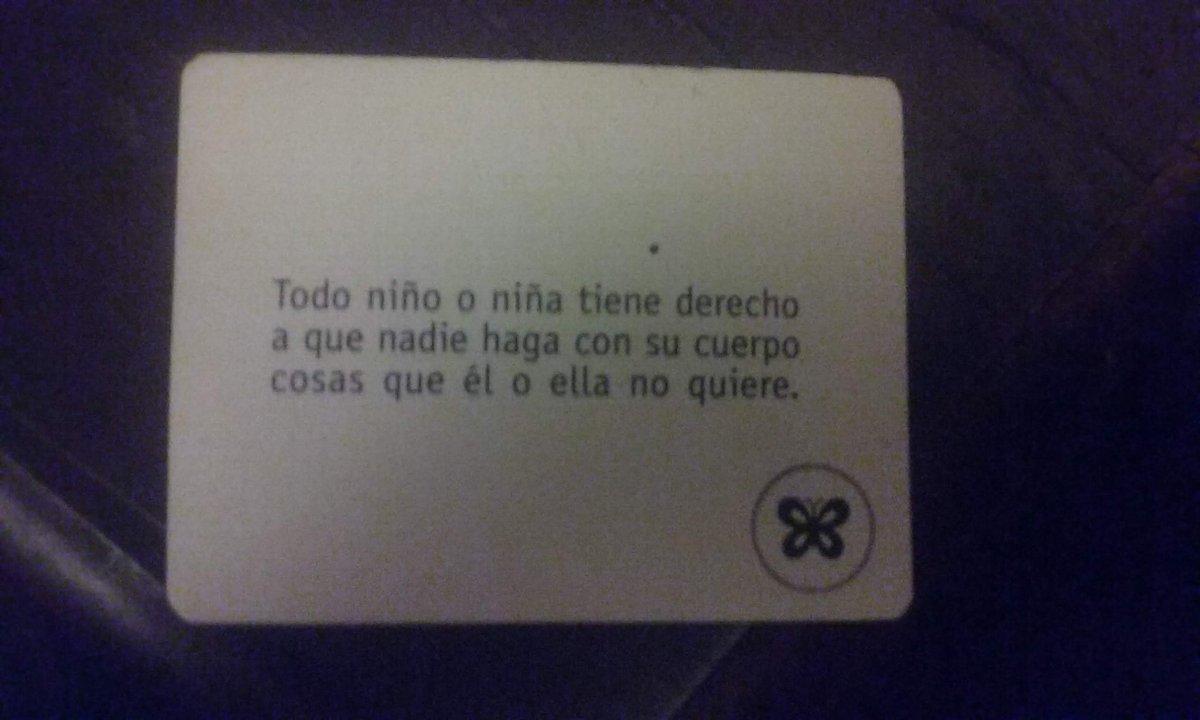 Todo niño o niña tiene derecho
a que nadie haga con su cuerpo
cosas que él o ella no quiere.